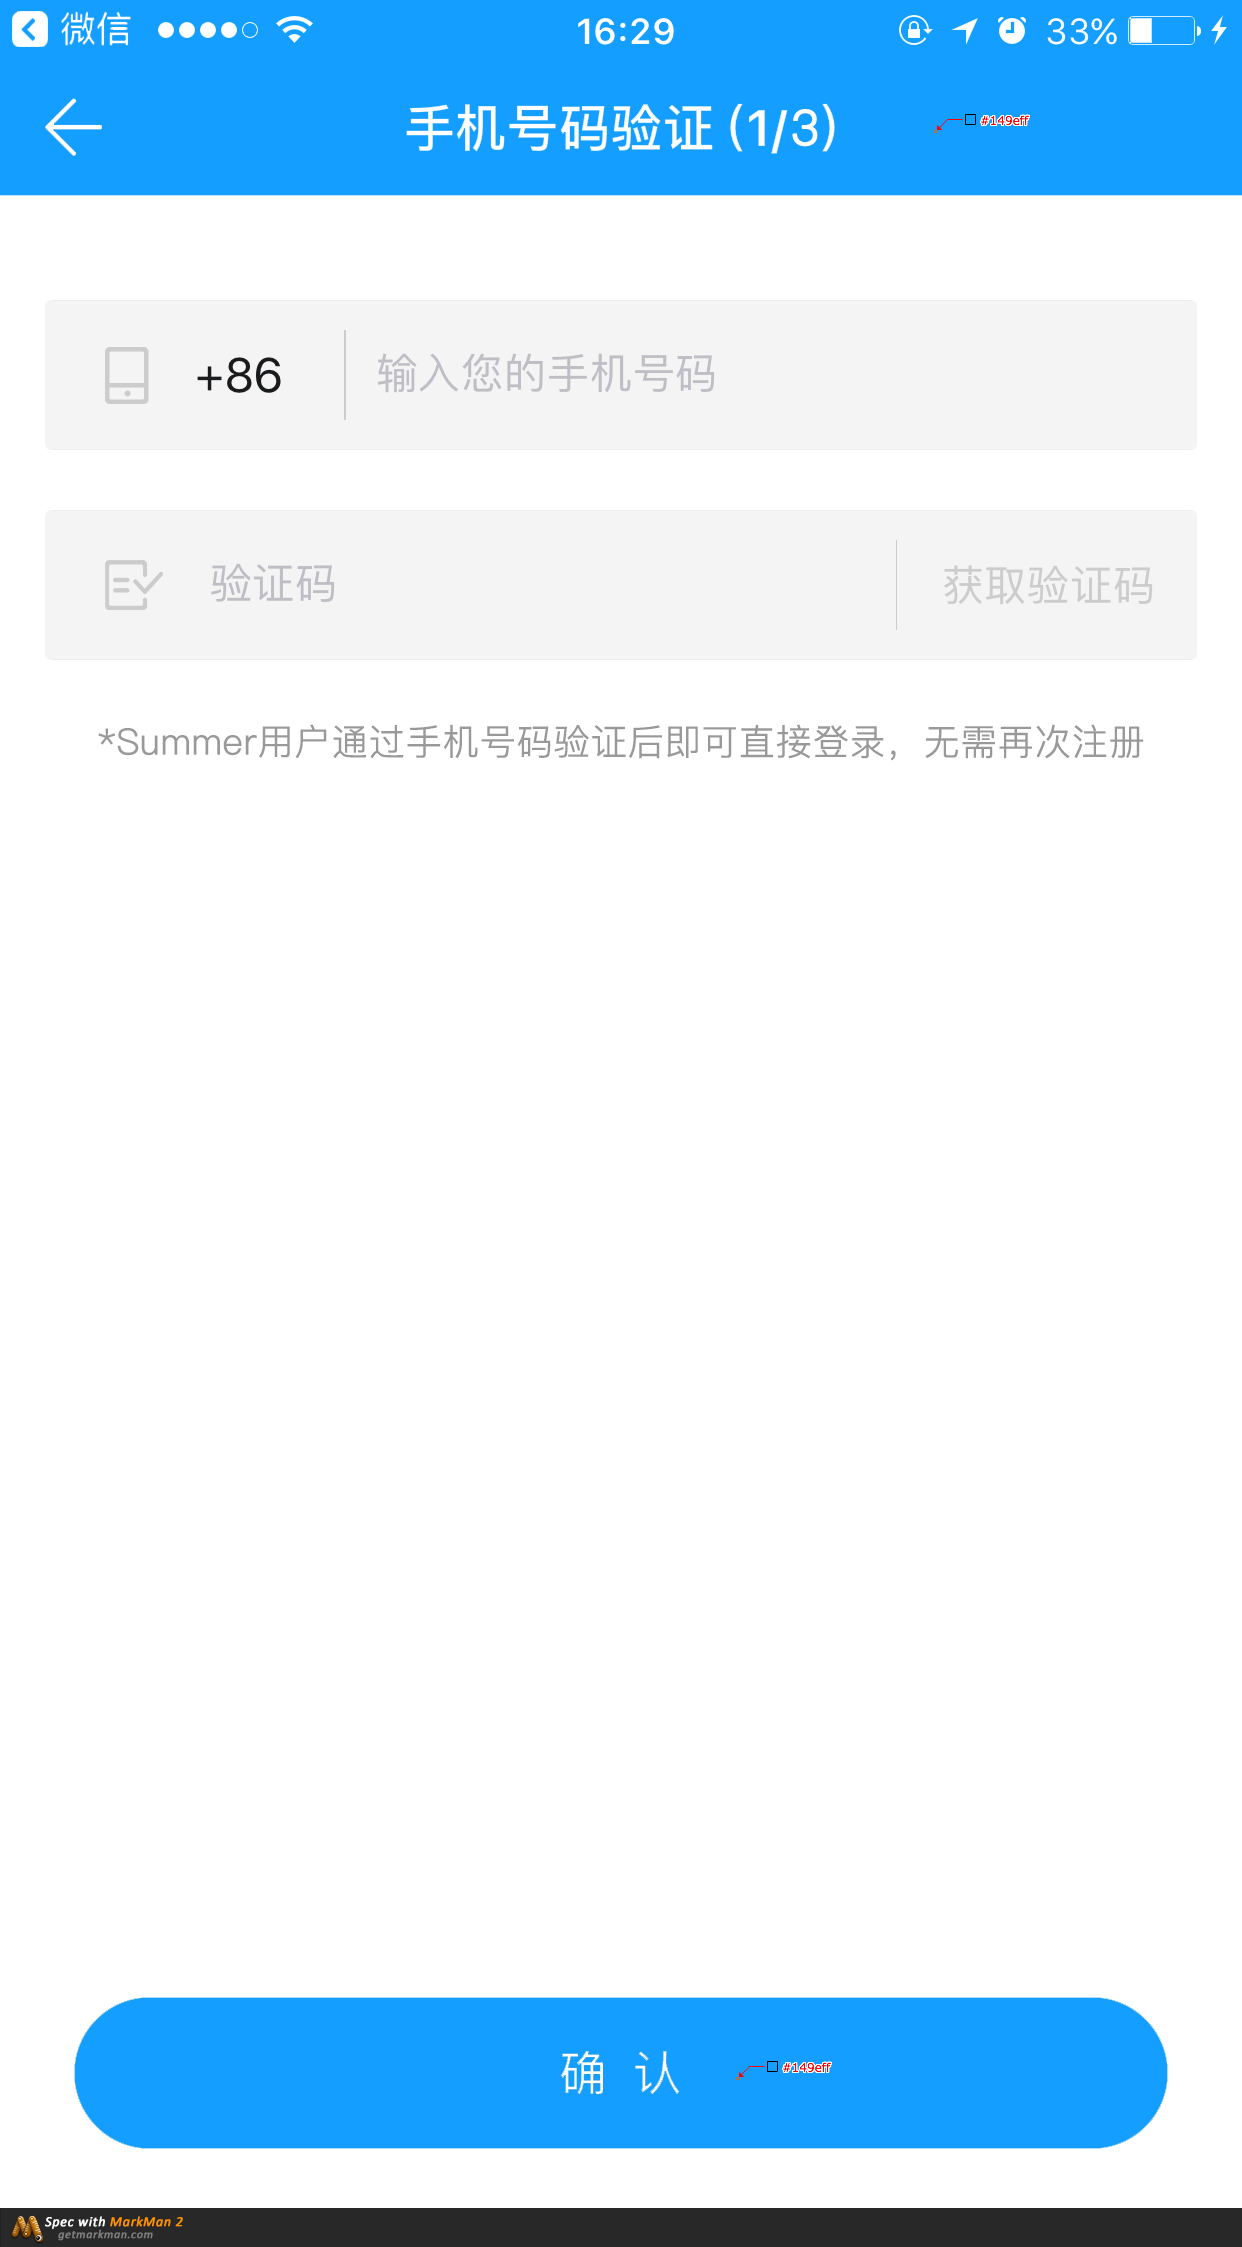 微信 16:29 33%
手机号码验证 (1/3) #149eff
+86 输入您的手机号码
验证码 获取验证码
*Summer用户通过手机号码验证后即可直接登录，无需再次注册
确 认 #149eff
Spec with MarkMan 2
getmarkman.com